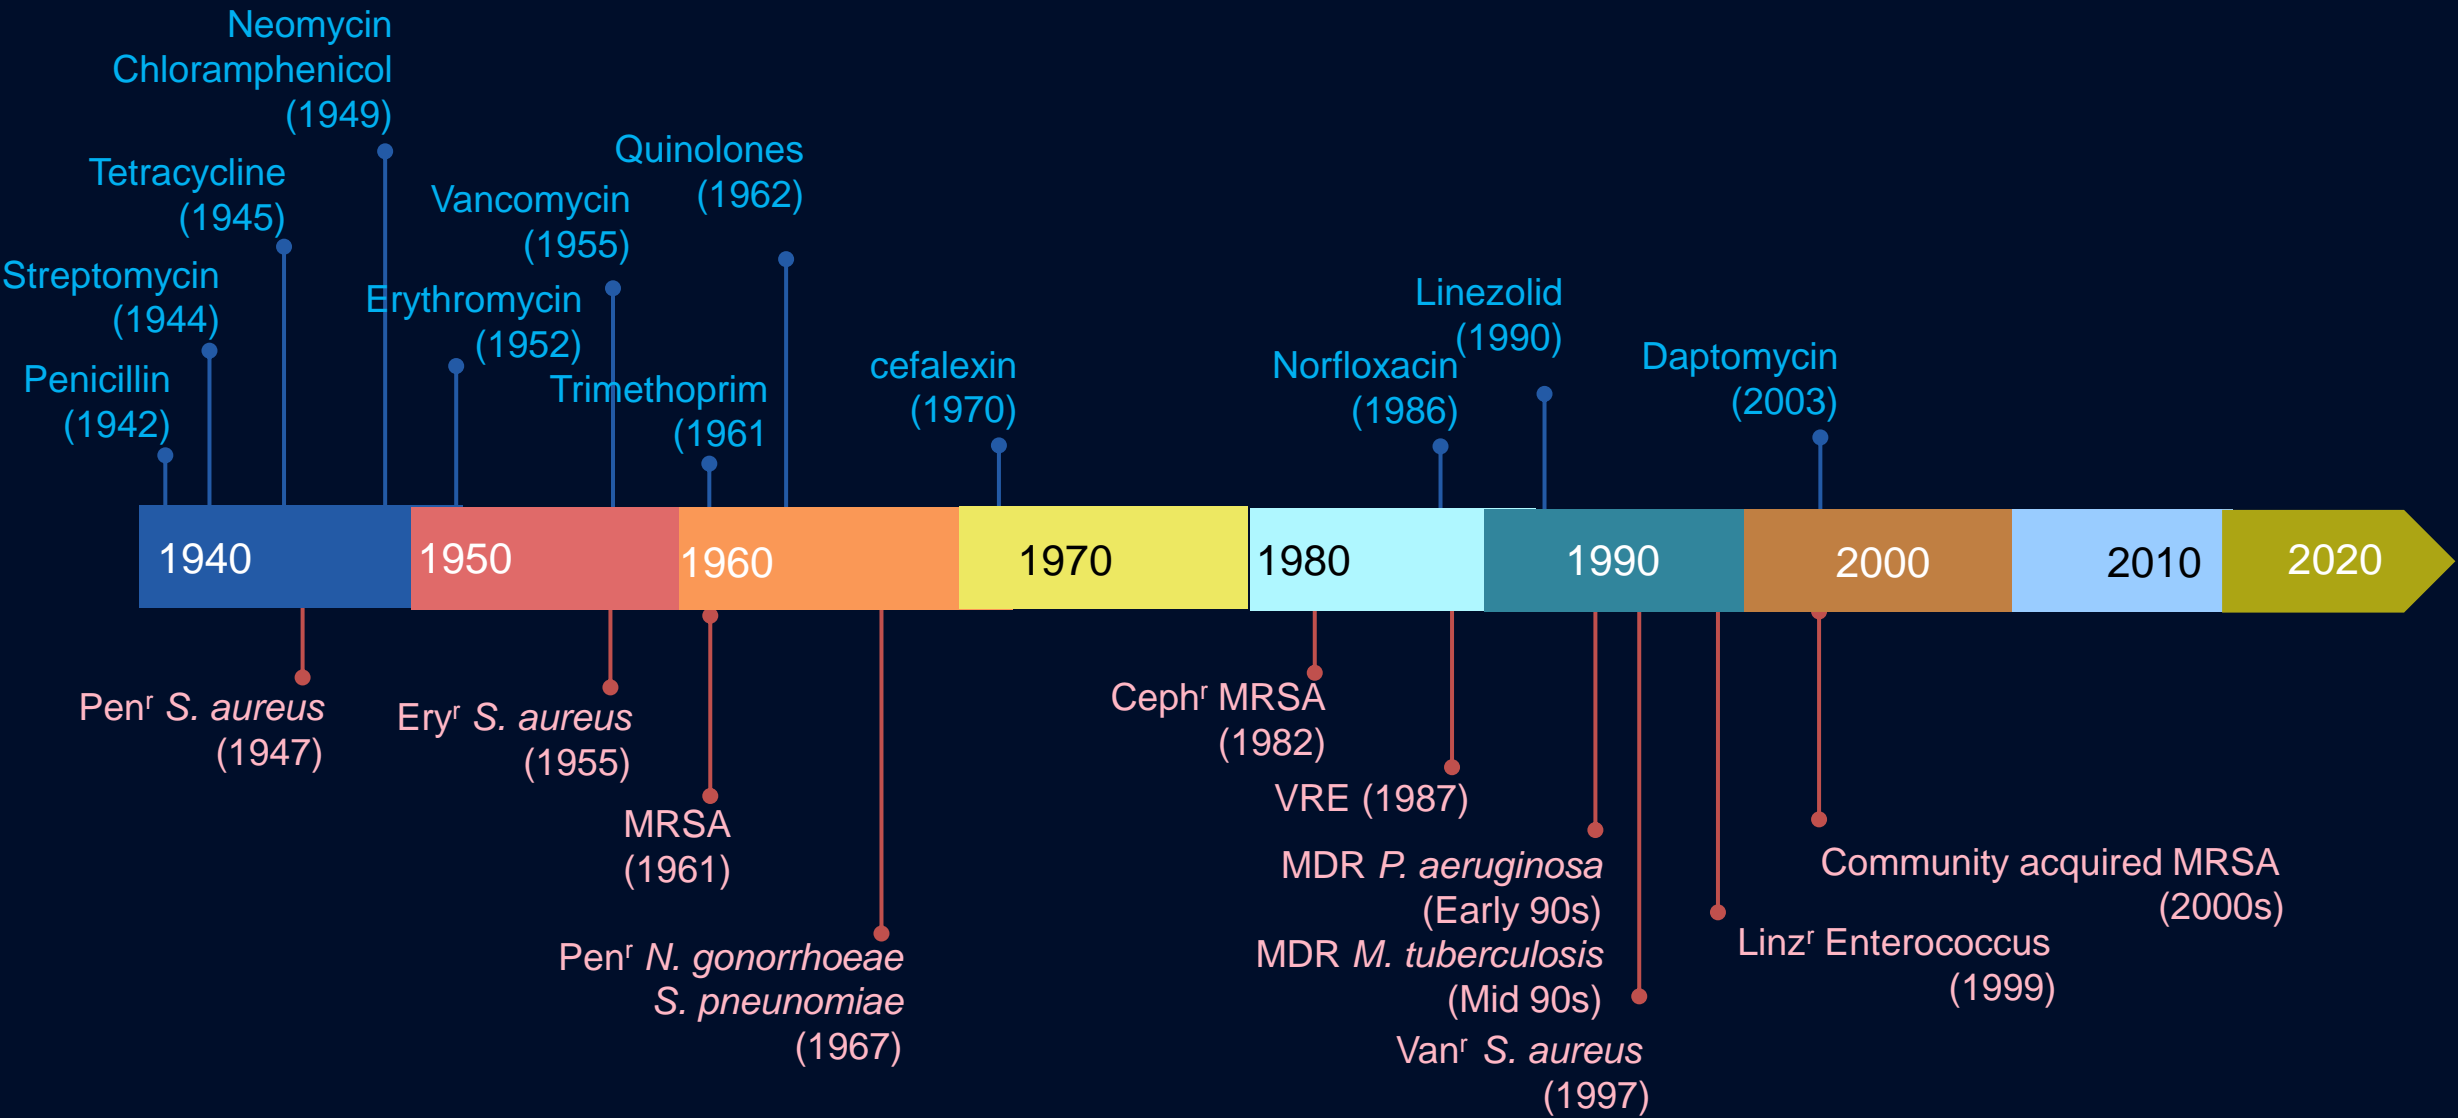 Neomycin
Chloramphenicol
(1949)
Tetracycline
(1945)
Streptomycin
(1944)
Penicillin
(1942)
Erythromycin
(1952)
Vancomycin
(1955)
Quinolones
(1962)
Trimethoprim
(1961
cefalexin
(1970)
Norfloxacin
(1986)
Linezolid
(1990)
Daptomycin
(2003)
1940
1950
1960
1970
1980
1990
2000
2010
2020
Penʳ S. aureus
(1947)
Eryʳ S. aureus
(1955)
MRSA
(1961)
Penʳ N. gonorrhoeae
S. pneunomiae
(1967)
Cephʳ MRSA
(1982)
VRE (1987)
MDR P. aeruginosa
(Early 90s)
MDR M. tuberculosis
(Mid 90s)
Vanʳ S. aureus
(1997)
Linzʳ Enterococcus
(1999)
Community acquired MRSA
(2000s)